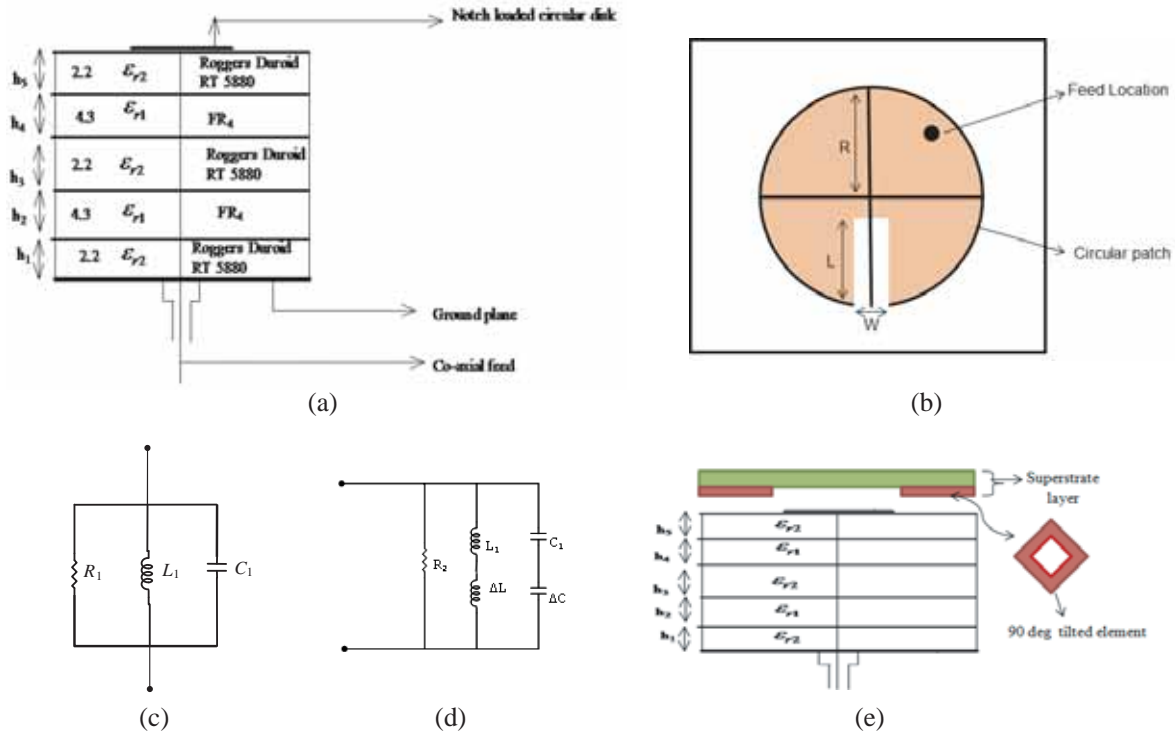 Notch loaded circular disk
h5 2.2 εr2 Roggers Duroid
RT 5880
h4 4.3 εr1 FR4
h3 2.2 εr2 Roggers Duroid
RT 5880
h2 4.3 εr1 FR4
h1 2.2 εr2 Roggers Duroid
RT 5880
Ground plane
Co-axial feed
(a)
Feed Location
R
L
Circular patch
W
(b)
R1 L1 C1
(c)
R2 L1 C1
ΔL ΔC
(d)
Superstrate
layer
h5 εr2
h4 εr1
h3 εr2
h2 εr1
h1 εr2
90 deg tilted element
(e)